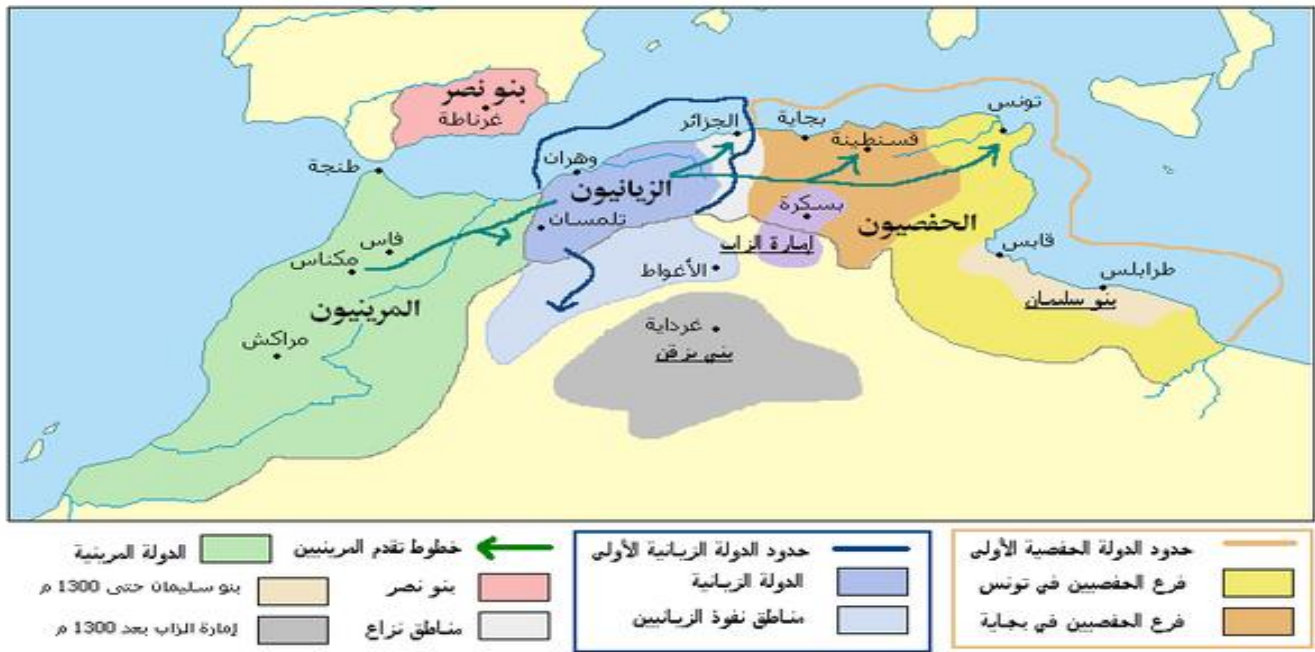 بنو نصر
غرناطة
طنجة
فاس
مكناس
المرينيون
مراكش
وهران
الزيانيون
تلمسان
الجزائر
الأغواط
غرداية
بني يزقن
بجاية
قسنطينة
بسكرة
إمارة الزاب
الحفصيون
تونس
قابس
طرابلس
بنو سليمان
حدود الدولة الحفصية الأولى
فرع الحفصيين في تونس
فرع الحفصيين في بجاية
حدود الدولة الزيانية الأولى
الدولة الزيانية
مناطق نفوذ الزيانيين
خطوط تقدم المرينيين
بنو نصر
مناطق نزاع
الدولة المرينية
بنو سليمان حتى 1300 م
إمارة الزاب بعد 1300 م